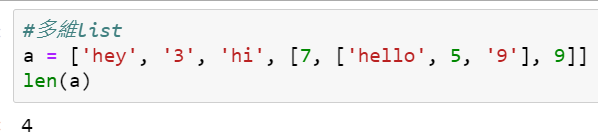 #多維List
a = ['hey', '3', 'hi', [7, ['hello', 5, '9'], 9]]
len(a)
4